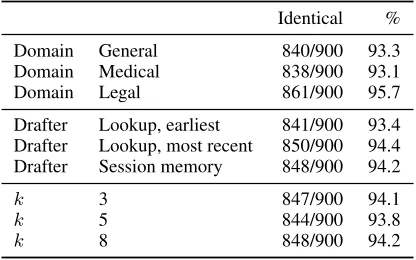 Identical %
Domain General 840/900 93.3
Domain Medical 838/900 93.1
Domain Legal 861/900 95.7
Drafter Lookup, earliest 841/900 93.4
Drafter Lookup, most recent 850/900 94.4
Drafter Session memory 848/900 94.2
k 3 847/900 94.1
k 5 844/900 93.8
k 8 848/900 94.2